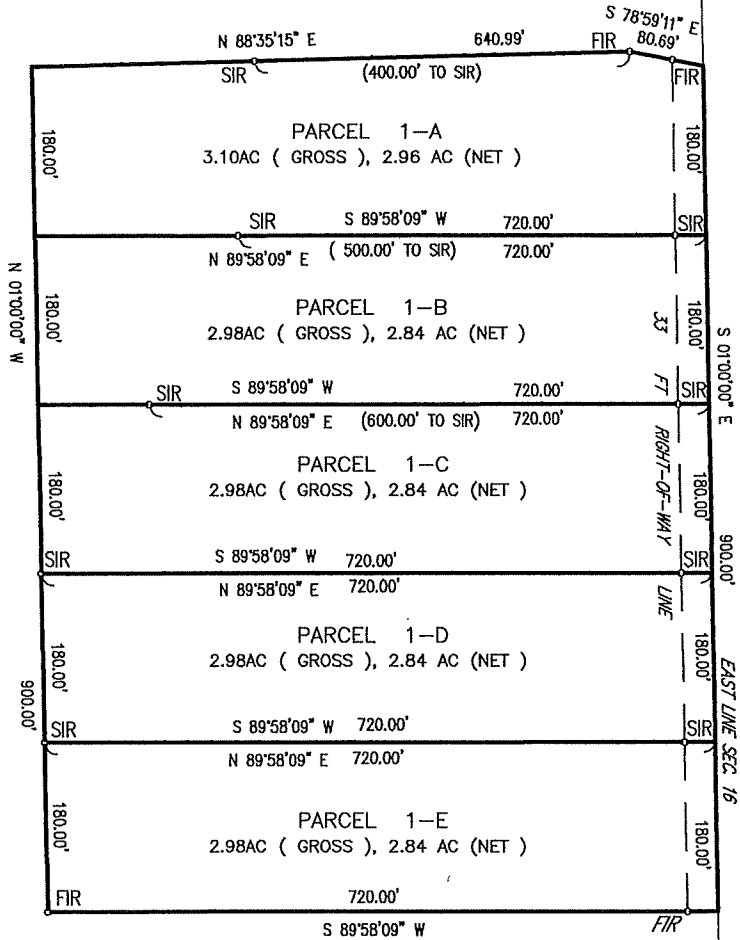 S 78°59'11" E
N 88°35'15" E 640.99' FIR 80.69'
SIR (400.00' TO SIR) FIR
180.00' PARCEL 1-A 180.00'
3.10AC ( GROSS ), 2.96 AC (NET )
SIR S 89°58'09" W 720.00' SIR
N 89°58'09" E ( 500.00' TO SIR) 720.00'
N 01°00'00" W
180.00' PARCEL 1-B 180.00'
2.98AC ( GROSS ), 2.84 AC (NET )
33 FT RIGHT-OF-WAY LINE
S 01°00'00" E
SIR S 89°58'09" W 720.00' SIR
N 89°58'09" E (600.00' TO SIR) 720.00'
PARCEL 1-C
180.00' 2.98AC ( GROSS ), 2.84 AC (NET ) 180.00'
900.00'
SIR S 89°58'09" W 720.00' SIR
N 89°58'09" E 720.00'
PARCEL 1-D
180.00' 2.98AC ( GROSS ), 2.84 AC (NET ) 180.00'
900.00'
EAST LINE SEC 16
SIR S 89°58'09" W 720.00' SIR
N 89°58'09" E 720.00'
180.00' PARCEL 1-E 180.00'
2.98AC ( GROSS ), 2.84 AC (NET )
FIR 720.00' FIR
S 89°58'09" W